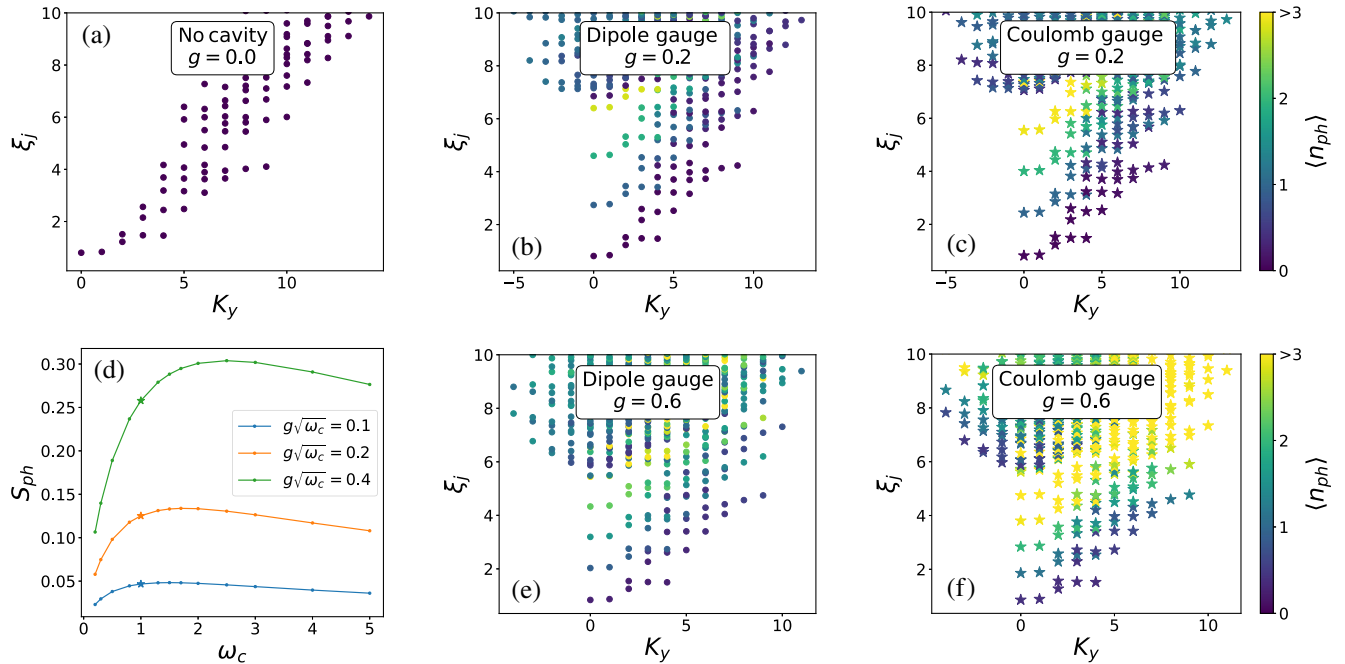 (a)
No cavity
g = 0.0
10
8
6
4
2
ξj
0
5
10
Ky
Dipole gauge
g = 0.2
(b)
10
8
6
4
2
ξj
−5
0
5
10
Ky
Coulomb gauge
g = 0.2
(c)
10
8
6
4
2
ξj
−5
0
5
10
Ky
>3
2
1
0
⟨nph⟩
(d)
0.30
0.25
0.20
0.15
0.10
0.05
Sph
g√ωc = 0.1
g√ωc = 0.2
g√ωc = 0.4
0
1
2
3
4
5
ωc
Dipole gauge
g = 0.6
(e)
10
8
6
4
2
ξj
0
5
10
Ky
Coulomb gauge
g = 0.6
(f)
10
8
6
4
2
ξj
0
5
10
Ky
>3
2
1
0
⟨nph⟩